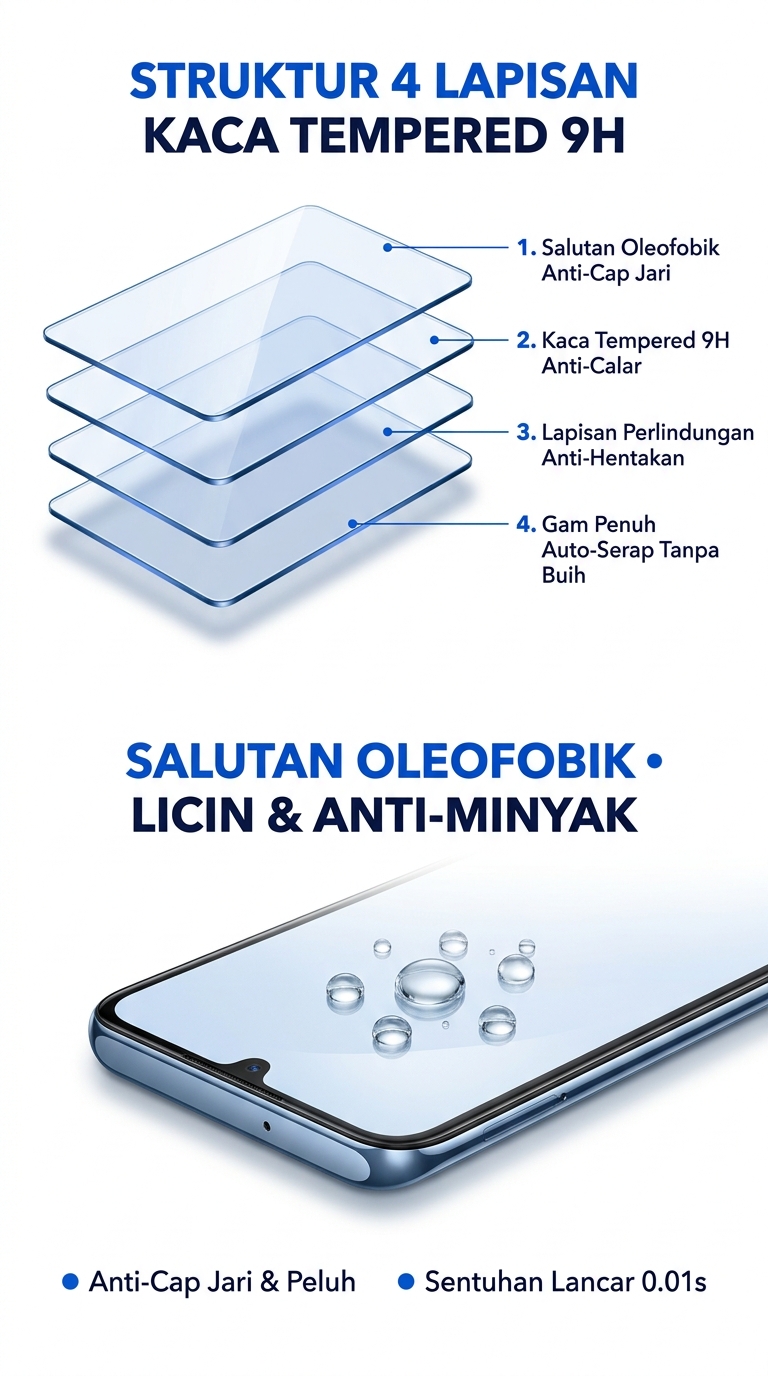 STRUKTUR 4 LAPISAN
KACA TEMPERED 9H
1. Salutan Oleofobik
Anti-Cap Jari
2. Kaca Tempered 9H
Anti-Calar
3. Lapisan Perlindungan
Anti-Hentakan
4. Gam Penuh
Auto-Serap Tanpa
Buih
SALUTAN OLEOFOBIK •
LICIN & ANTI-MINYAK
• Anti-Cap Jari & Peluh
• Sentuhan Lancar 0.01s